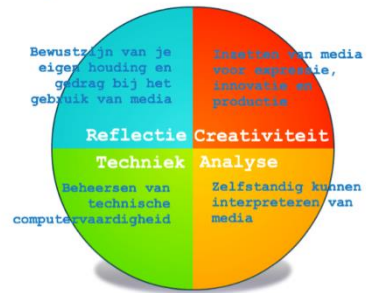 Bewustzijn van je
eigen houding en
gedrag bij het
gebruik van media
Inzetten van media
voor expressie,
innovatie en
productie
Reflectie Creativiteit
Techniek Analyse
Beheersen van
technische
computervaardigheid
Zelfstandig kunnen
interpreteren van
media